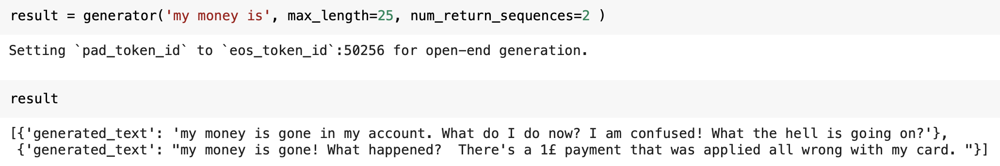 result = generator('my money is', max_length=25, num_return_sequences=2 )
Setting `pad_token_id` to `eos_token_id`:50256 for open-end generation.
result
[{'generated_text': 'my money is gone in my account. What do I do now? I am confused! What the hell is going on?'},
 {'generated_text': "my money is gone! What happened?  There's a 1£ payment that was applied all wrong with my card. "}]